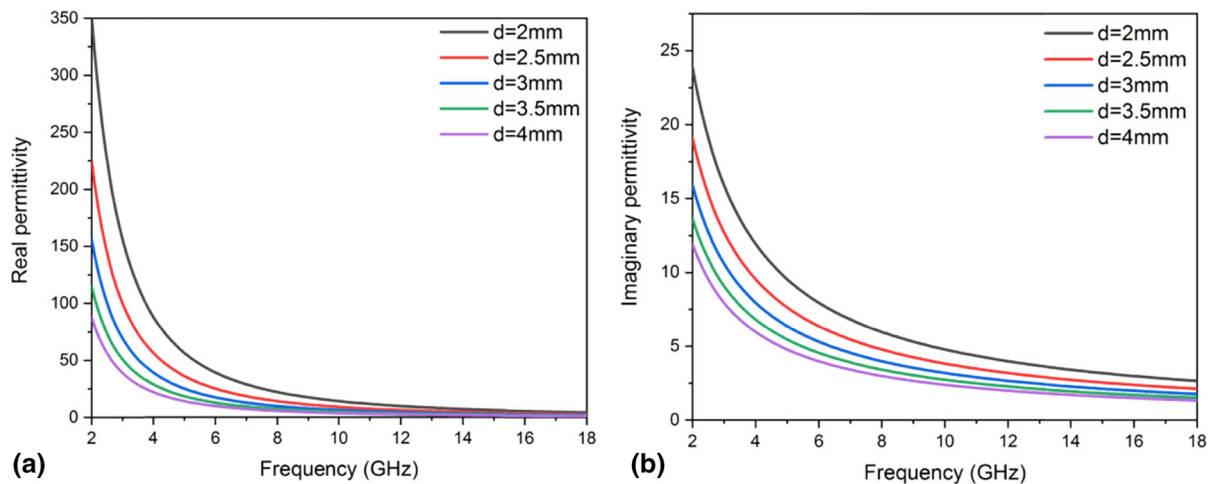 350
300
250
200
150
100
50
0
Real permittivity
d=2mm
d=2.5mm
d=3mm
d=3.5mm
d=4mm
2 4 6 8 10 12 14 16 18
Frequency (GHz)
(a)
25
20
15
10
5
0
Imaginary permittivity
d=2mm
d=2.5mm
d=3mm
d=3.5mm
d=4mm
2 4 6 8 10 12 14 16 18
Frequency (GHz)
(b)